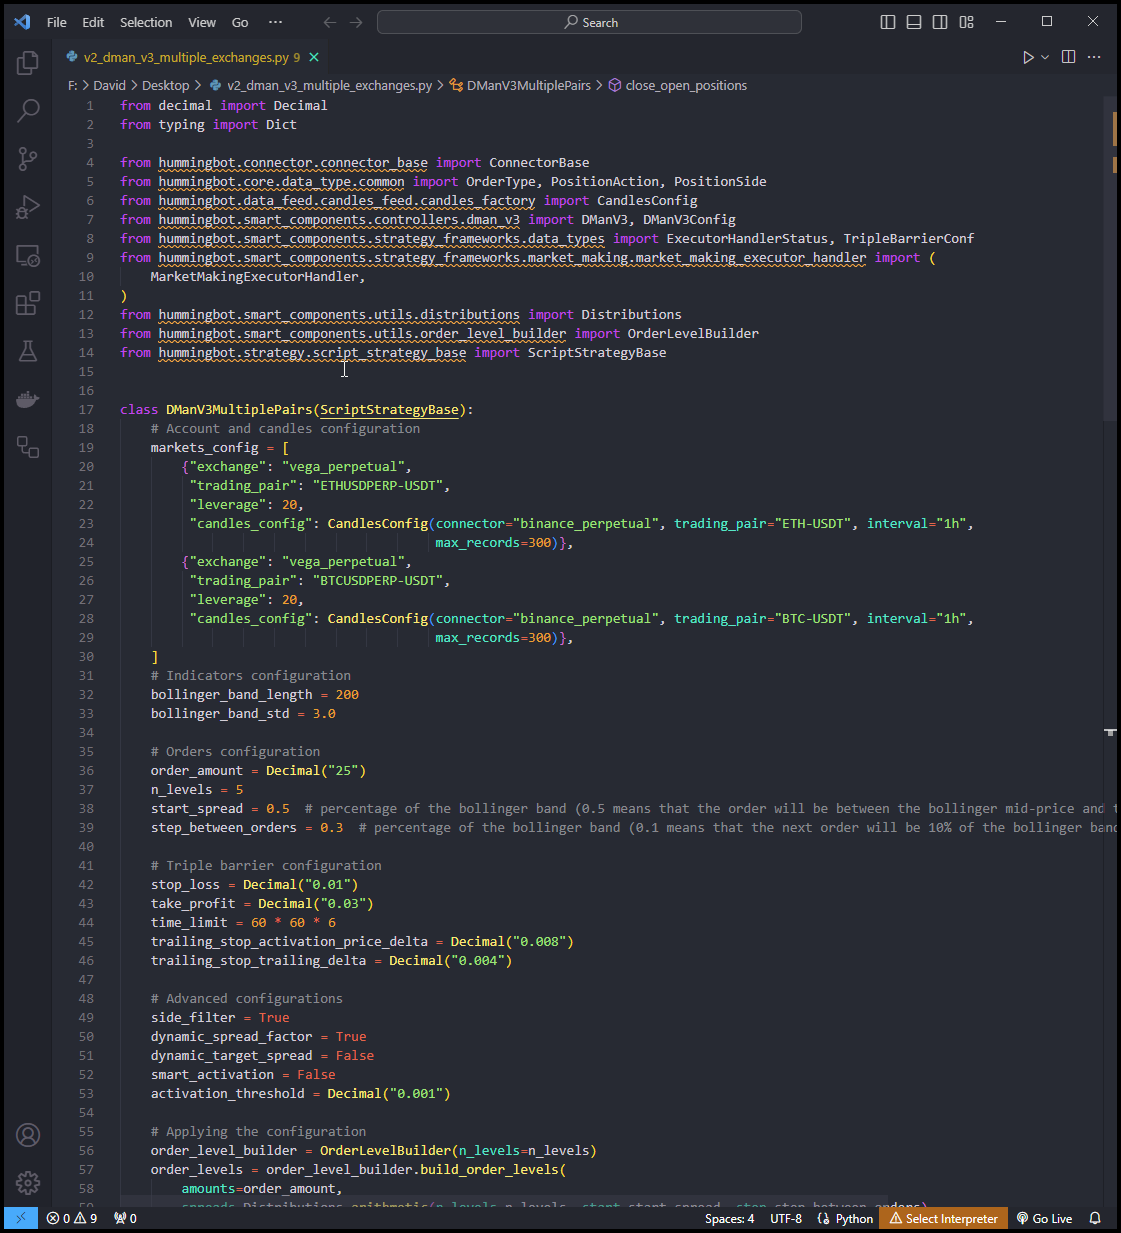 File Edit Selection View Go ··· Search
v2_dman_v3_multiple_exchanges.py 9
F: > David > Desktop > v2_dman_v3_multiple_exchanges.py > DManV3MultiplePairs > close_open_positions
1 from decimal import Decimal
2 from typing import Dict
3
4 from hummingbot.connector.connector_base import ConnectorBase
5 from hummingbot.core.data_type.common import OrderType, PositionAction, PositionSide
6 from hummingbot.data_feed.candles_feed.candles_factory import CandlesConfig
7 from hummingbot.smart_components.controllers.dman_v3 import DManV3, DManV3Config
8 from hummingbot.smart_components.strategy_frameworks.data_types import ExecutorHandlerStatus, TripleBarrierConf
9 from hummingbot.smart_components.strategy_frameworks.market_making.market_making_executor_handler import (
10     MarketMakingExecutorHandler,
11 )
12 from hummingbot.smart_components.utils.distributions import Distributions
13 from hummingbot.smart_components.utils.order_level_builder import OrderLevelBuilder
14 from hummingbot.strategy.script_strategy_base import ScriptStrategyBase
15
16
17 class DManV3MultiplePairs(ScriptStrategyBase):
18     # Account and candles configuration
19     markets_config = [
20         {"exchange": "vega_perpetual",
21          "trading_pair": "ETHUSDPERP-USDT",
22          "leverage": 20,
23          "candles_config": CandlesConfig(connector="binance_perpetual", trading_pair="ETH-USDT", interval="1h",
24                                          max_records=300)},
25         {"exchange": "vega_perpetual",
26          "trading_pair": "BTCUSDPERP-USDT",
27          "leverage": 20,
28          "candles_config": CandlesConfig(connector="binance_perpetual", trading_pair="BTC-USDT", interval="1h",
29                                          max_records=300)},
30     ]
31     # Indicators configuration
32     bollinger_band_length = 200
33     bollinger_band_std = 3.0
34
35     # Orders configuration
36     order_amount = Decimal("25")
37     n_levels = 5
38     start_spread = 0.5  # percentage of the bollinger band (0.5 means that the order will be between the bollinger mid-price and
39     step_between_orders = 0.3  # percentage of the bollinger band (0.1 means that the next order will be 10% of the bollinger
40
41     # Triple barrier configuration
42     stop_loss = Decimal("0.01")
43     take_profit = Decimal("0.03")
44     time_limit = 60 * 60 * 6
45     trailing_stop_activation_price_delta = Decimal("0.008")
46     trailing_stop_trailing_delta = Decimal("0.004")
47
48     # Advanced configurations
49     side_filter = True
50     dynamic_spread_factor = True
51     dynamic_target_spread = False
52     smart_activation = False
53     activation_threshold = Decimal("0.001")
54
55     # Applying the configuration
56     order_level_builder = OrderLevelBuilder(n_levels=n_levels)
57     order_levels = order_level_builder.build_order_levels(
58         amounts=order_amount,
0 9 0 Spaces: 4 UTF-8 Python Select Interpreter Go Live